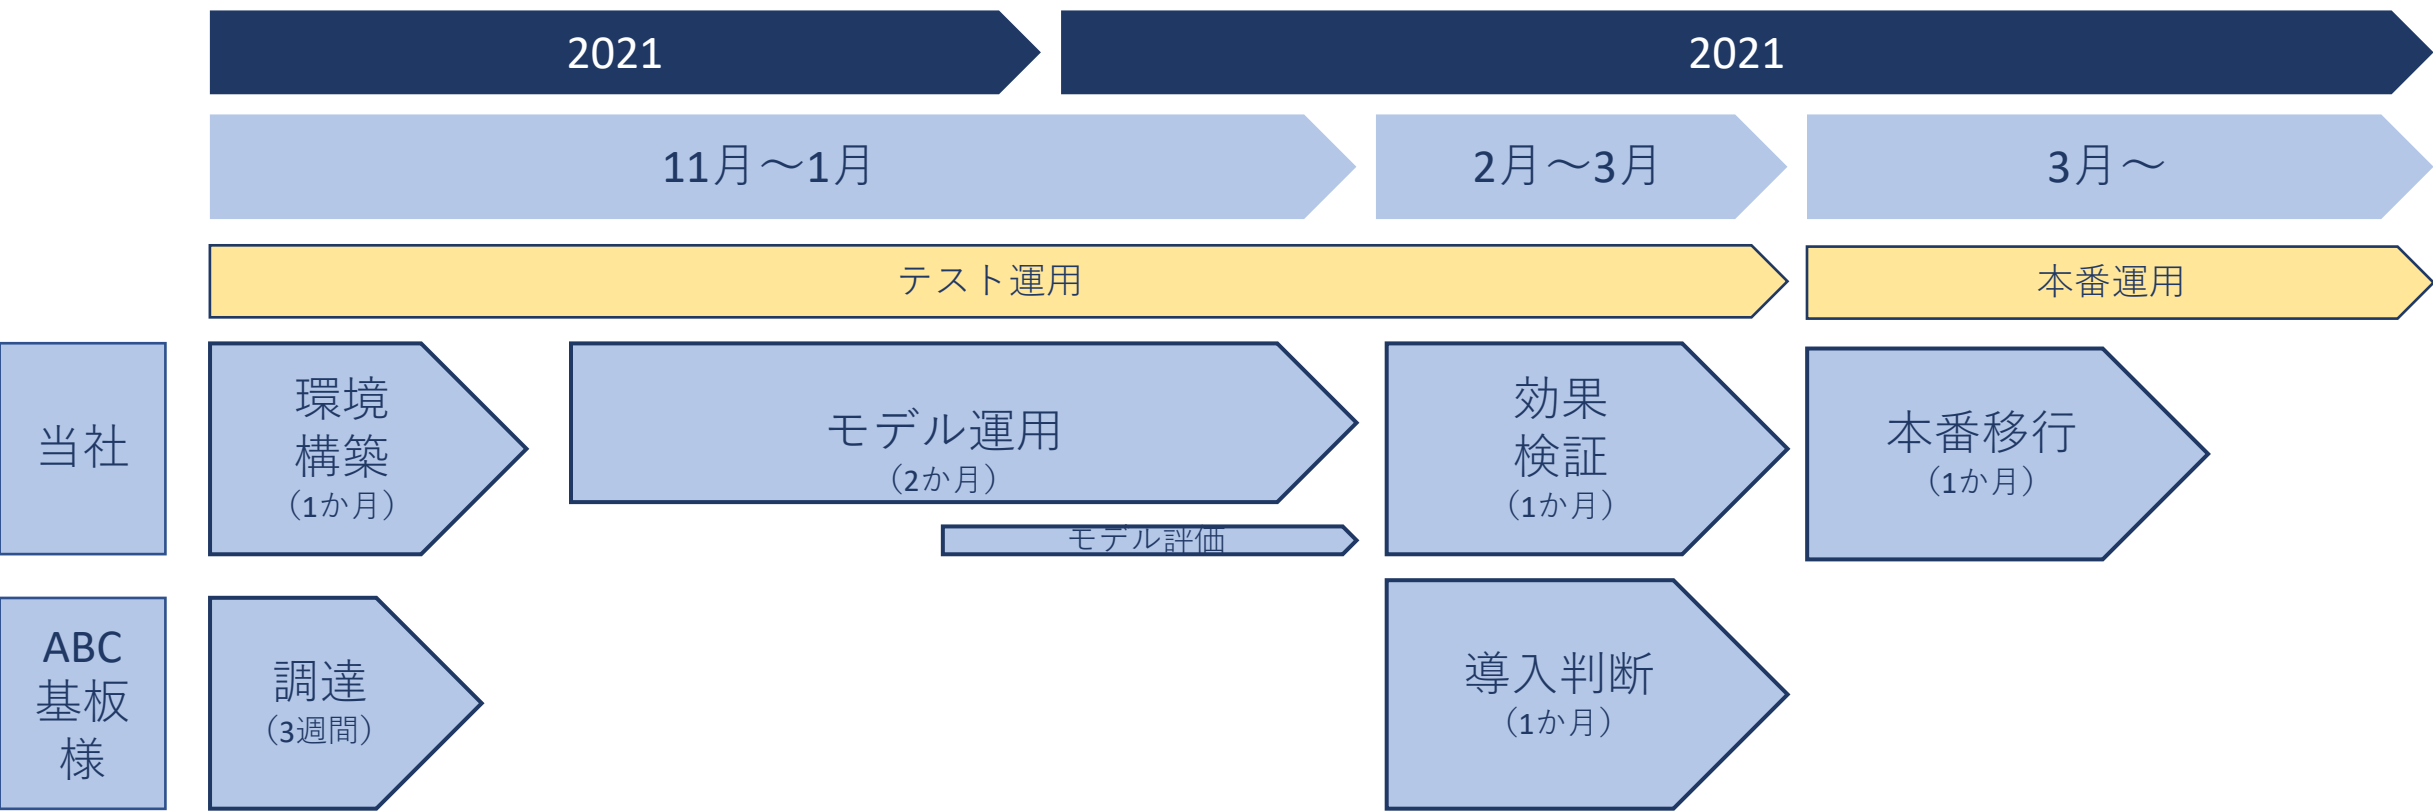 2021
2021
11月～1月
2月～3月
3月～
テスト運用
本番運用
当社
環境
構築
（1か月）
モデル運用
（2か月）
モデル評価
効果
検証
（1か月）
本番移行
（1か月）
ABC
基板
様
調達
（3週間）
導入判断
（1か月）